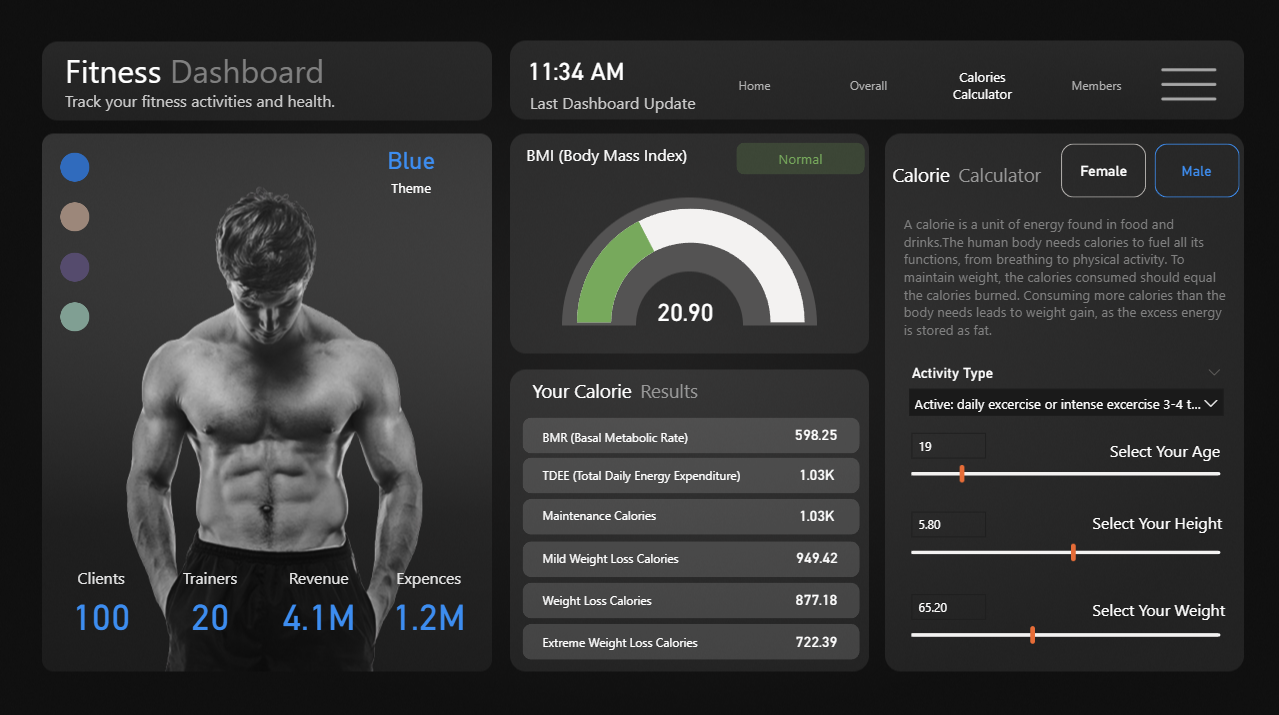 Fitness Dashboard
Track your fitness activities and health.
11:34 AM
Last Dashboard Update
Home
Overall
Calories
Calculator
Members
Blue
Theme
Clients
Trainers
Revenue
Expences
100
20
4.1M
1.2M
BMI (Body Mass Index)
Normal
20.90
Your Calorie Results
BMR (Basal Metabolic Rate) 598.25
TDEE (Total Daily Energy Expenditure) 1.03K
Maintenance Calories 1.03K
Mild Weight Loss Calories 949.42
Weight Loss Calories 877.18
Extreme Weight Loss Calories 722.39
Calorie Calculator
Female
Male
A calorie is a unit of energy found in food and
drinks.The human body needs calories to fuel all its
functions, from breathing to physical activity. To
maintain weight, the calories consumed should equal
the calories burned. Consuming more calories than the
body needs leads to weight gain, as the excess energy
is stored as fat.
Activity Type
Active: daily excercise or intense excercise 3-4 t...
19
Select Your Age
5.80
Select Your Height
65.20
Select Your Weight